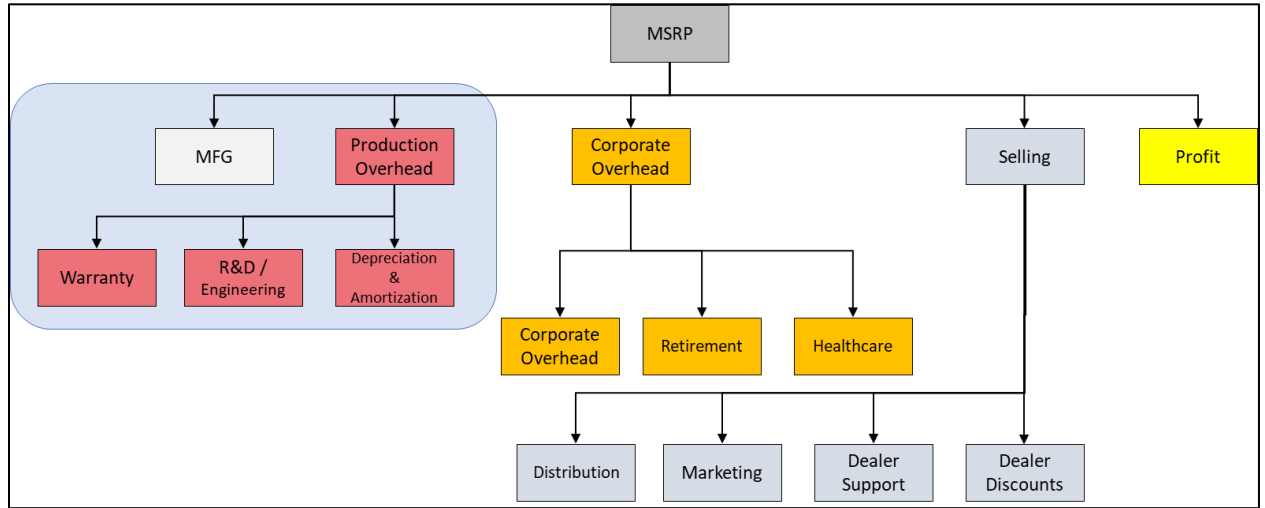 MSRP
MFG
Production
Overhead
Corporate
Overhead
Selling
Profit
Warranty
R&D /
Engineering
Depreciation
&
Amortization
Corporate
Overhead
Retirement
Healthcare
Distribution
Marketing
Dealer
Support
Dealer
Discounts